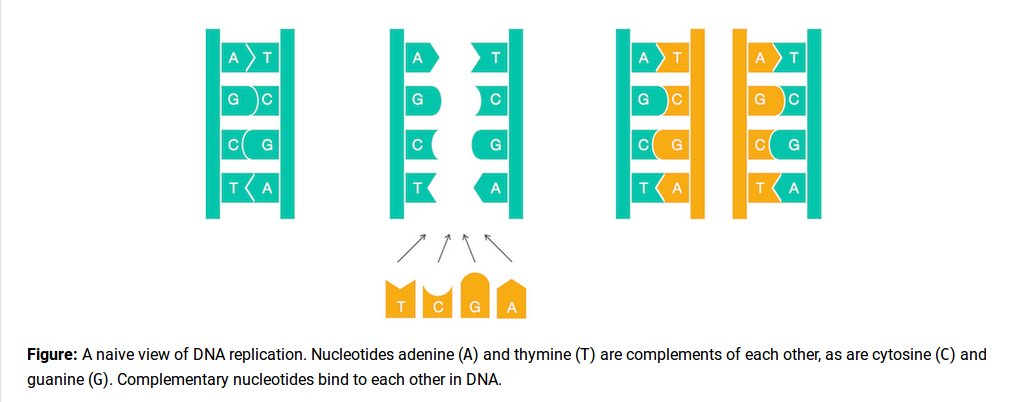 A T A T A T A T
G C G C G C G C
C G C G C G C G
T A T A T A T A
T C G A
Figure: A naive view of DNA replication. Nucleotides adenine (A) and thymine (T) are complements of each other, as are cytosine (C) and
guanine (G). Complementary nucleotides bind to each other in DNA.